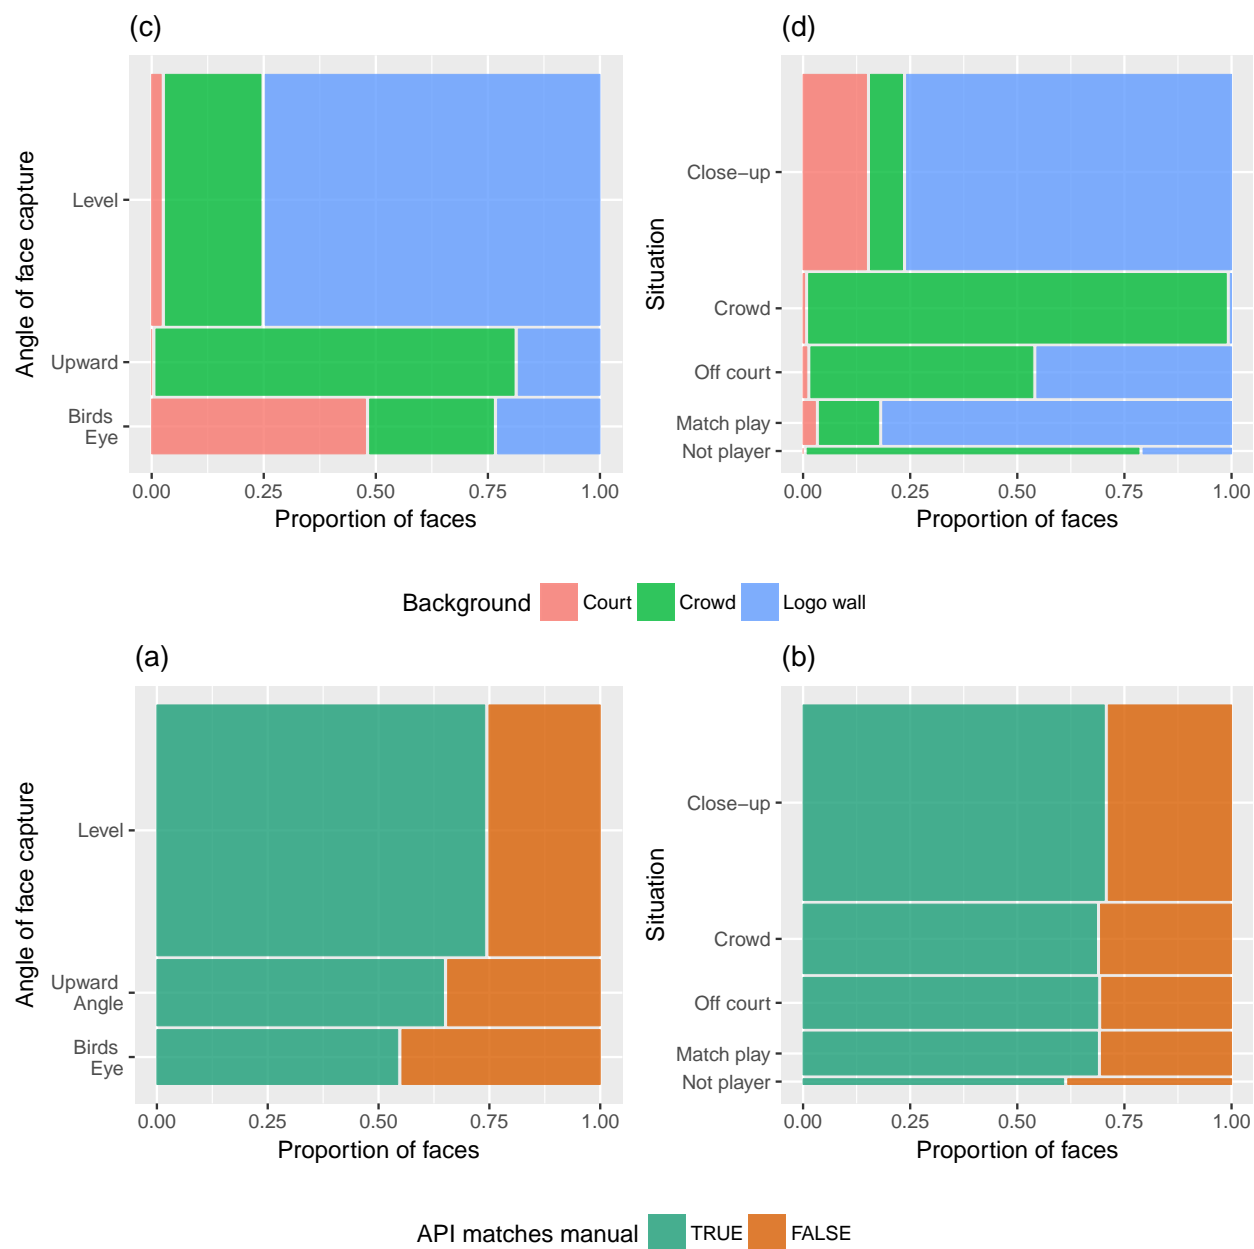 (c)
Angle of face capture
Level
Upward
Birds
Eye
0.00 0.25 0.50 0.75 1.00
Proportion of faces
(d)
Situation
Close−up
Crowd
Off court
Match play
Not player
0.00 0.25 0.50 0.75 1.00
Proportion of faces
Background Court Crowd Logo wall
(a)
Angle of face capture
Level
Upward
Angle
Birds
Eye
0.00 0.25 0.50 0.75 1.00
Proportion of faces
(b)
Situation
Close−up
Crowd
Off court
Match play
Not player
0.00 0.25 0.50 0.75 1.00
Proportion of faces
API matches manual TRUE FALSE